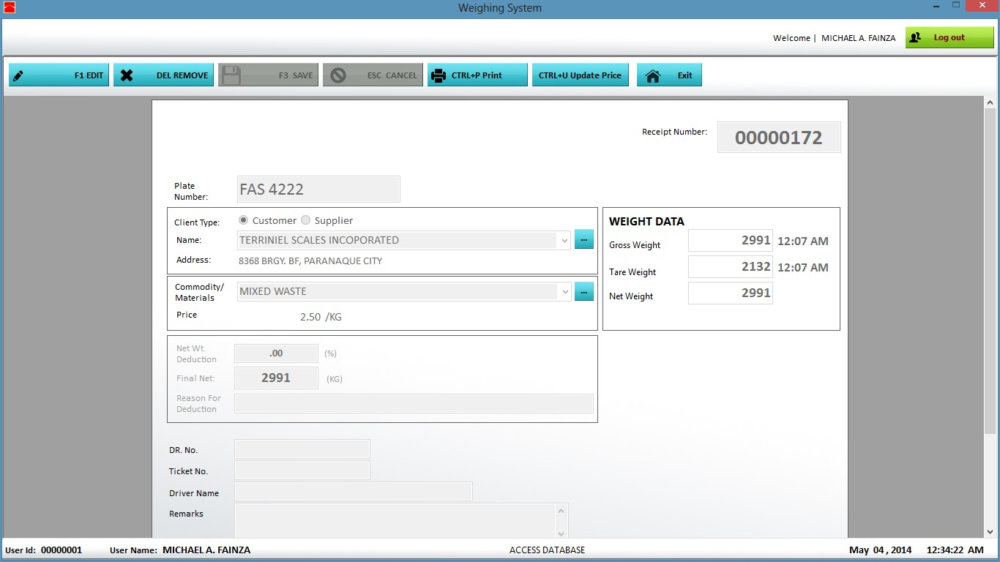 Weighing System
Welcome | MICHAEL A. FAINZA Log out
F1 EDIT DEL REMOVE F3 SAVE ESC CANCEL CTRL+P Print CTRL+U Update Price Exit
Receipt Number: 00000172
Plate Number: FAS 4222
Client Type: Customer Supplier
Name: TERRINIEL SCALES INCOPORATED ...
Address: 8368 BRGY. BF, PARANAQUE CITY
Commodity/
Materials MIXED WASTE ...
Price 2.50 /KG
WEIGHT DATA
Gross Weight 2991 12:07 AM
Tare Weight 2132 12:07 AM
Net Weight 2991
Net Wt.
Deduction .00 (%)
Final Net: 2991 (KG)
Reason For
Deduction
DR. No.
Ticket No.
Driver Name
Remarks
User Id: 00000001 User Name: MICHAEL A. FAINZA ACCESS DATABASE May 04 , 2014 12:34:22 AM